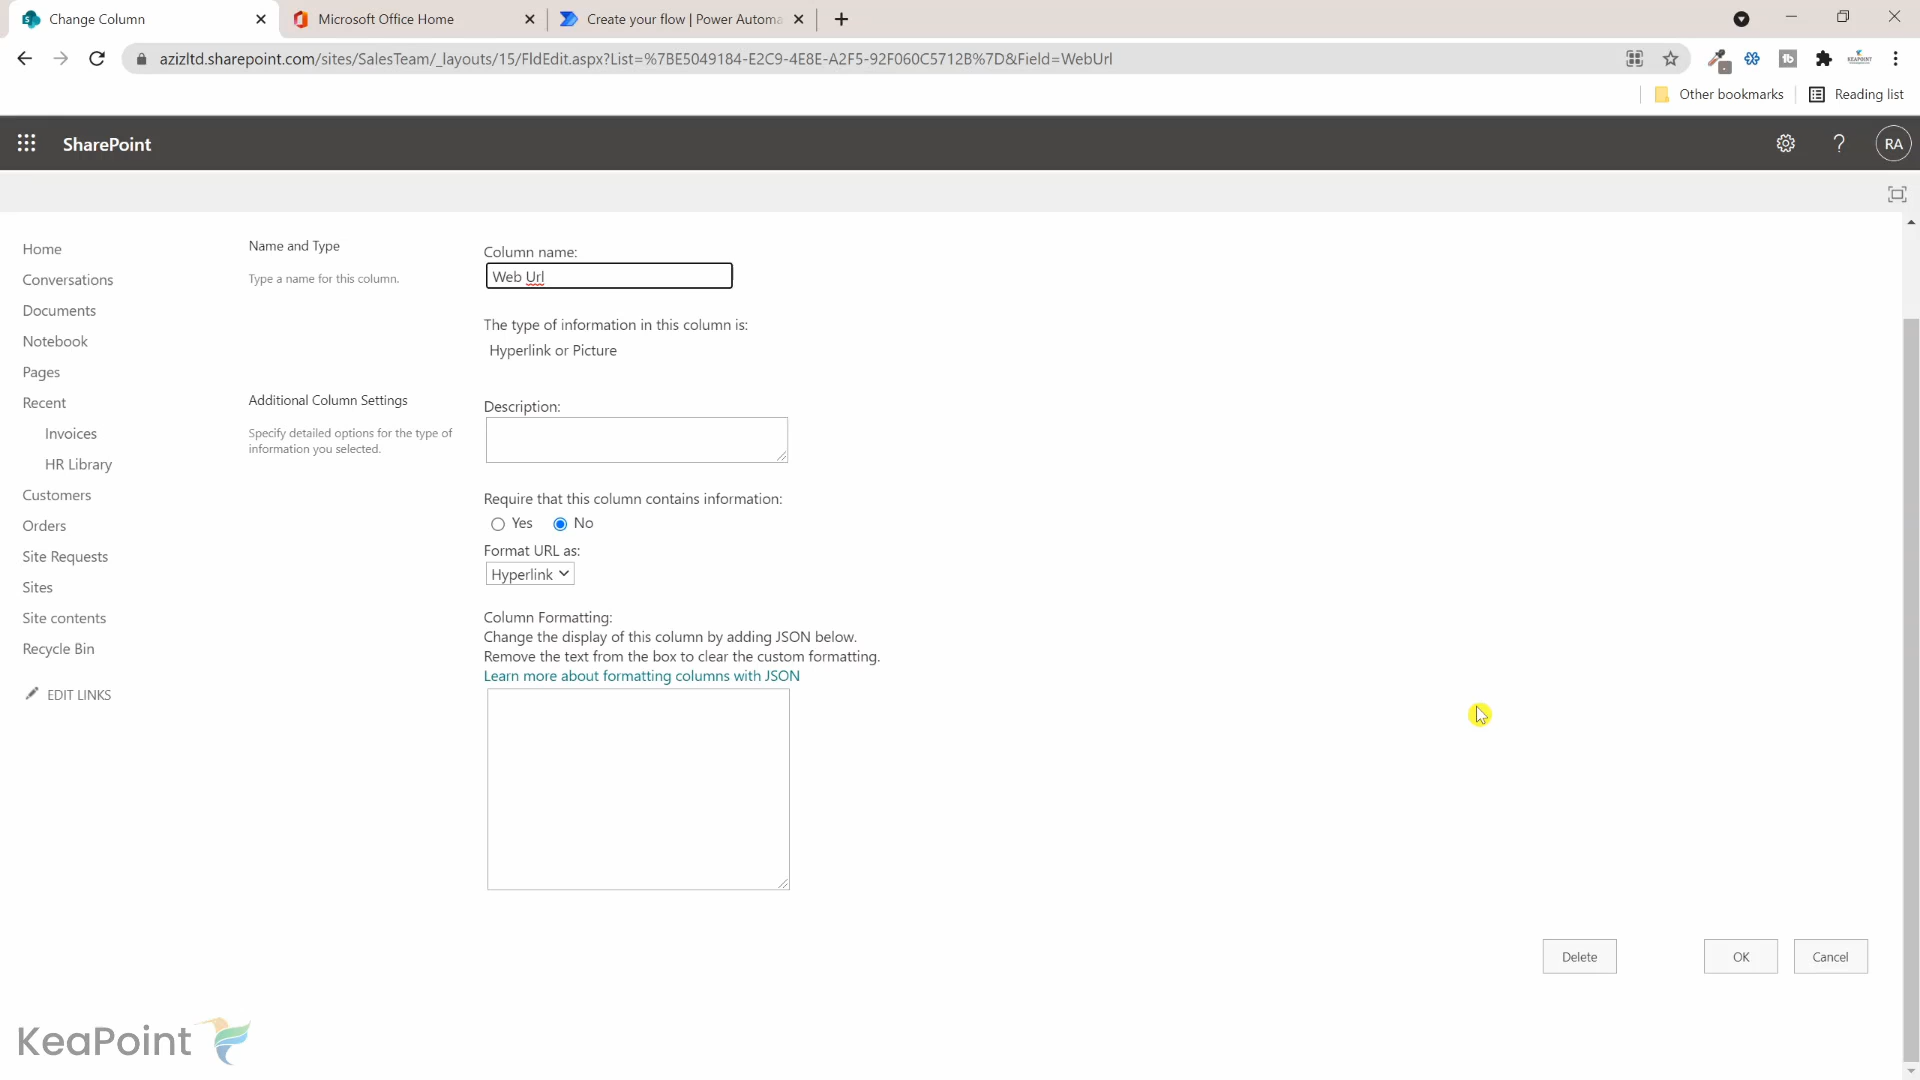 Change Column
Microsoft Office Home
Create your flow | Power Automa
azizltd.sharepoint.com/sites/SalesTeam/_layouts/15/FldEdit.aspx?List=%7BE5049184-E2C9-4E8E-A2F5-92F060C5712B%7D&Field=WebUrl
Other bookmarks
Reading list
SharePoint
RA
Home
Conversations
Documents
Notebook
Pages
Recent
Invoices
HR Library
Customers
Orders
Site Requests
Sites
Site contents
Recycle Bin
EDIT LINKS
Name and Type
Type a name for this column.
Column name:
Web Url
The type of information in this column is:
Hyperlink or Picture
Additional Column Settings
Specify detailed options for the type of
information you selected.
Description:
Require that this column contains information:
Yes No
Format URL as:
Hyperlink
Column Formatting:
Change the display of this column by adding JSON below.
Remove the text from the box to clear the custom formatting.
Learn more about formatting columns with JSON
Delete
OK
Cancel
KeaPoint